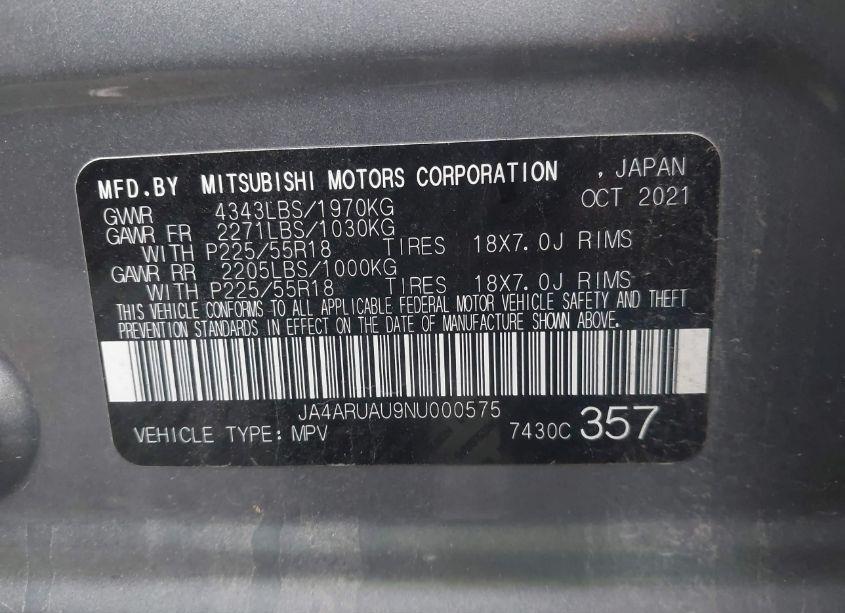 MFD.BY MITSUBISHI MOTORS CORPORATION , JAPAN
GVWR 4343LBS/1970KG OCT 2021
GAWR FR 2271LBS/1030KG
WITH P225/55R18 TIRES 18X7.0J RIMS
GAWR RR 2205LBS/1000KG
WITH P225/55R18 TIRES 18X7.0J RIMS
THIS VEHICLE CONFORMS TO ALL APPLICABLE FEDERAL MOTOR VEHICLE SAFETY AND THEFT
PREVENTION STANDARDS IN EFFECT ON THE DATE OF MANUFACTURE SHOWN ABOVE.
JA4ARUAU9NU000575
VEHICLE TYPE: MPV 7430C 357